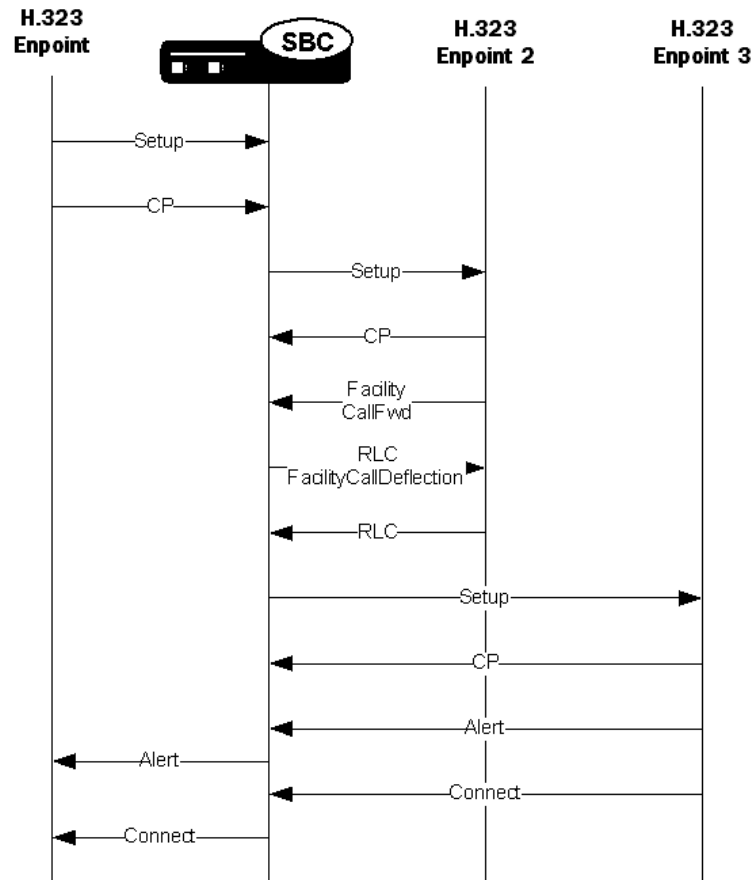 H.323
Enpoint
SBC
H.323
Enpoint 2
H.323
Enpoint 3
Setup
CP
Setup
CP
Facility
CallFwd
RLC
FacilityCallDeflection
RLC
Setup
CP
Alert
Alert
Connect
Connect